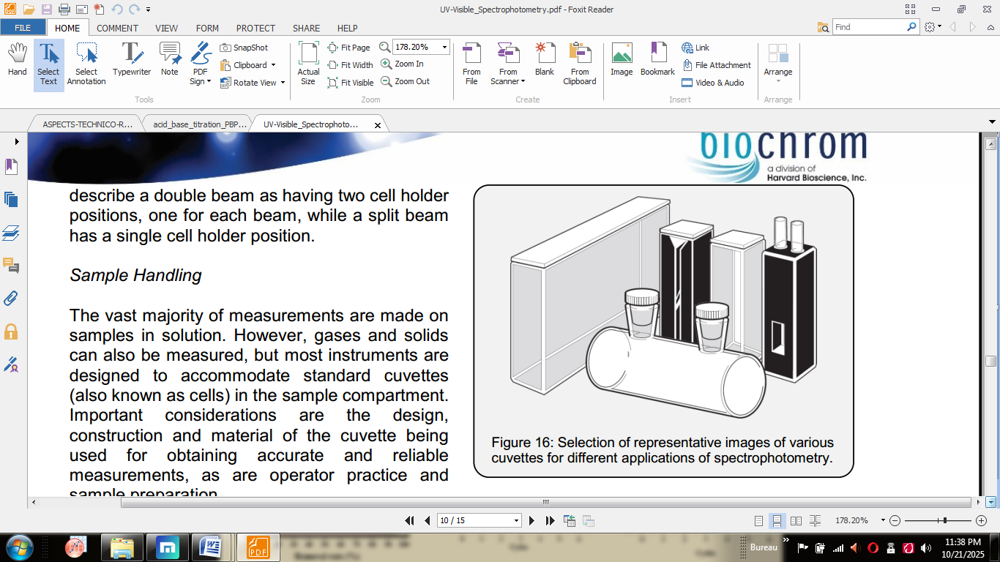 UV-Visible_Spectrophotometry.pdf - Foxit Reader
FILE HOME COMMENT VIEW FORM PROTECT SHARE HELP
Find
Hand
Select Text
Select Annotation
Typewriter
Note
PDF Sign
SnapShot
Clipboard
Rotate View
Tools
Actual Size
Fit Page
Fit Width
Fit Visible
178.20%
Zoom In
Zoom Out
Zoom
From File
From Scanner
Blank
From Clipboard
Create
Image
Bookmark
Link
File Attachment
Video & Audio
Insert
Arrange
Arrange
ASPECTS-TECHNICO-R... acid_base_titration_PBP... UV-Visible_Spectrophoto...
biochrom
a division of
Harvard Bioscience, Inc.
describe a double beam as having two cell holder
positions, one for each beam, while a split beam
has a single cell holder position.
Sample Handling
The vast majority of measurements are made on
samples in solution. However, gases and solids
can also be measured, but most instruments are
designed to accommodate standard cuvettes
(also known as cells) in the sample compartment.
Important considerations are the design,
construction and material of the cuvette being
used for obtaining accurate and reliable
measurements, as are operator practice and
sample preparation
Figure 16: Selection of representative images of various
cuvettes for different applications of spectrophotometry.
10 / 15
178.20%
Bureau
11:38 PM
10/21/2025